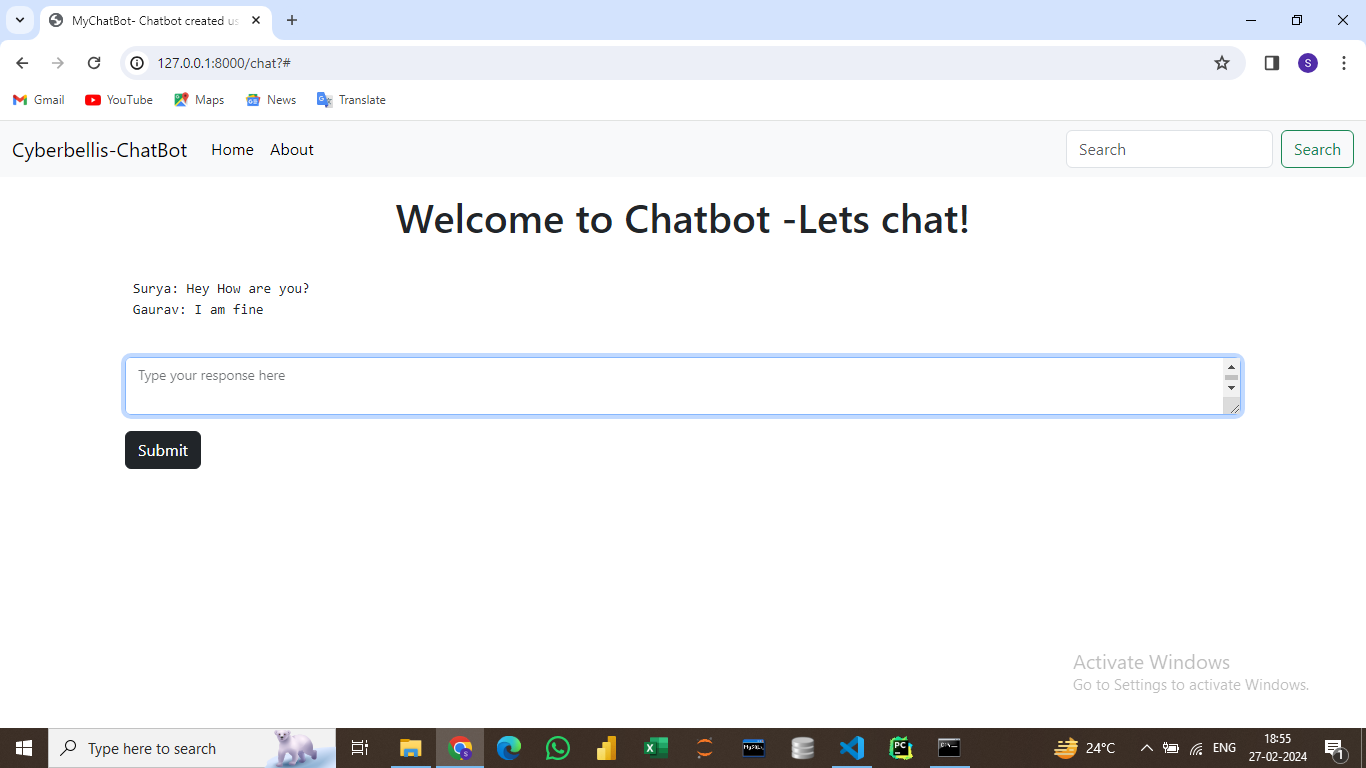 MyChatBot- Chatbot created us
127.0.0.1:8000/chat?#
S
Gmail YouTube Maps News Translate
Cyberbellis-ChatBot Home About Search Search
Welcome to Chatbot -Lets chat!
Surya: Hey How are you?
Gaurav: I am fine
Type your response here
Submit
Activate Windows
Go to Settings to activate Windows.
Type here to search 24°C ENG 18:55
27-02-2024 1